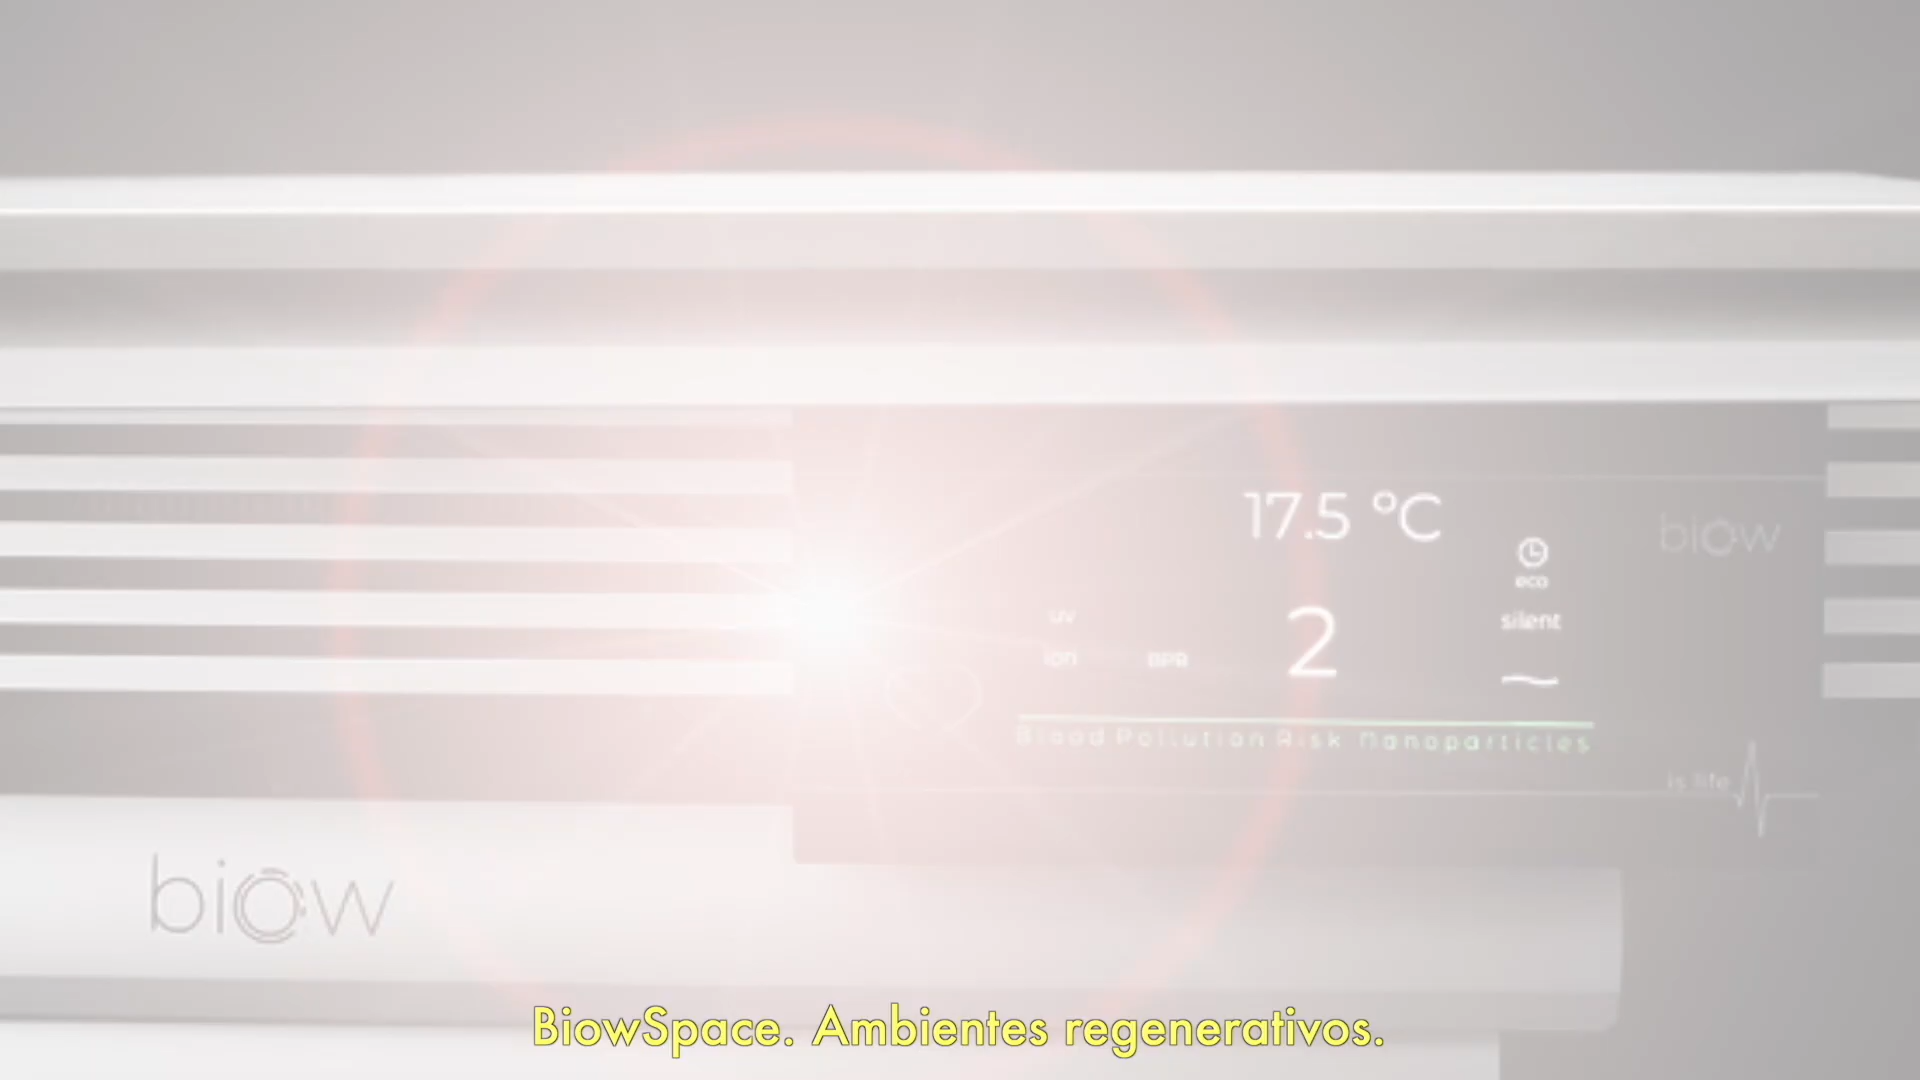 17.5 °C
biow
eco
uv
2
silent
ion
BPR
Blood Pollution Risk Nanoparticles
is life
biow
BiowSpace. Ambientes regenerativos.